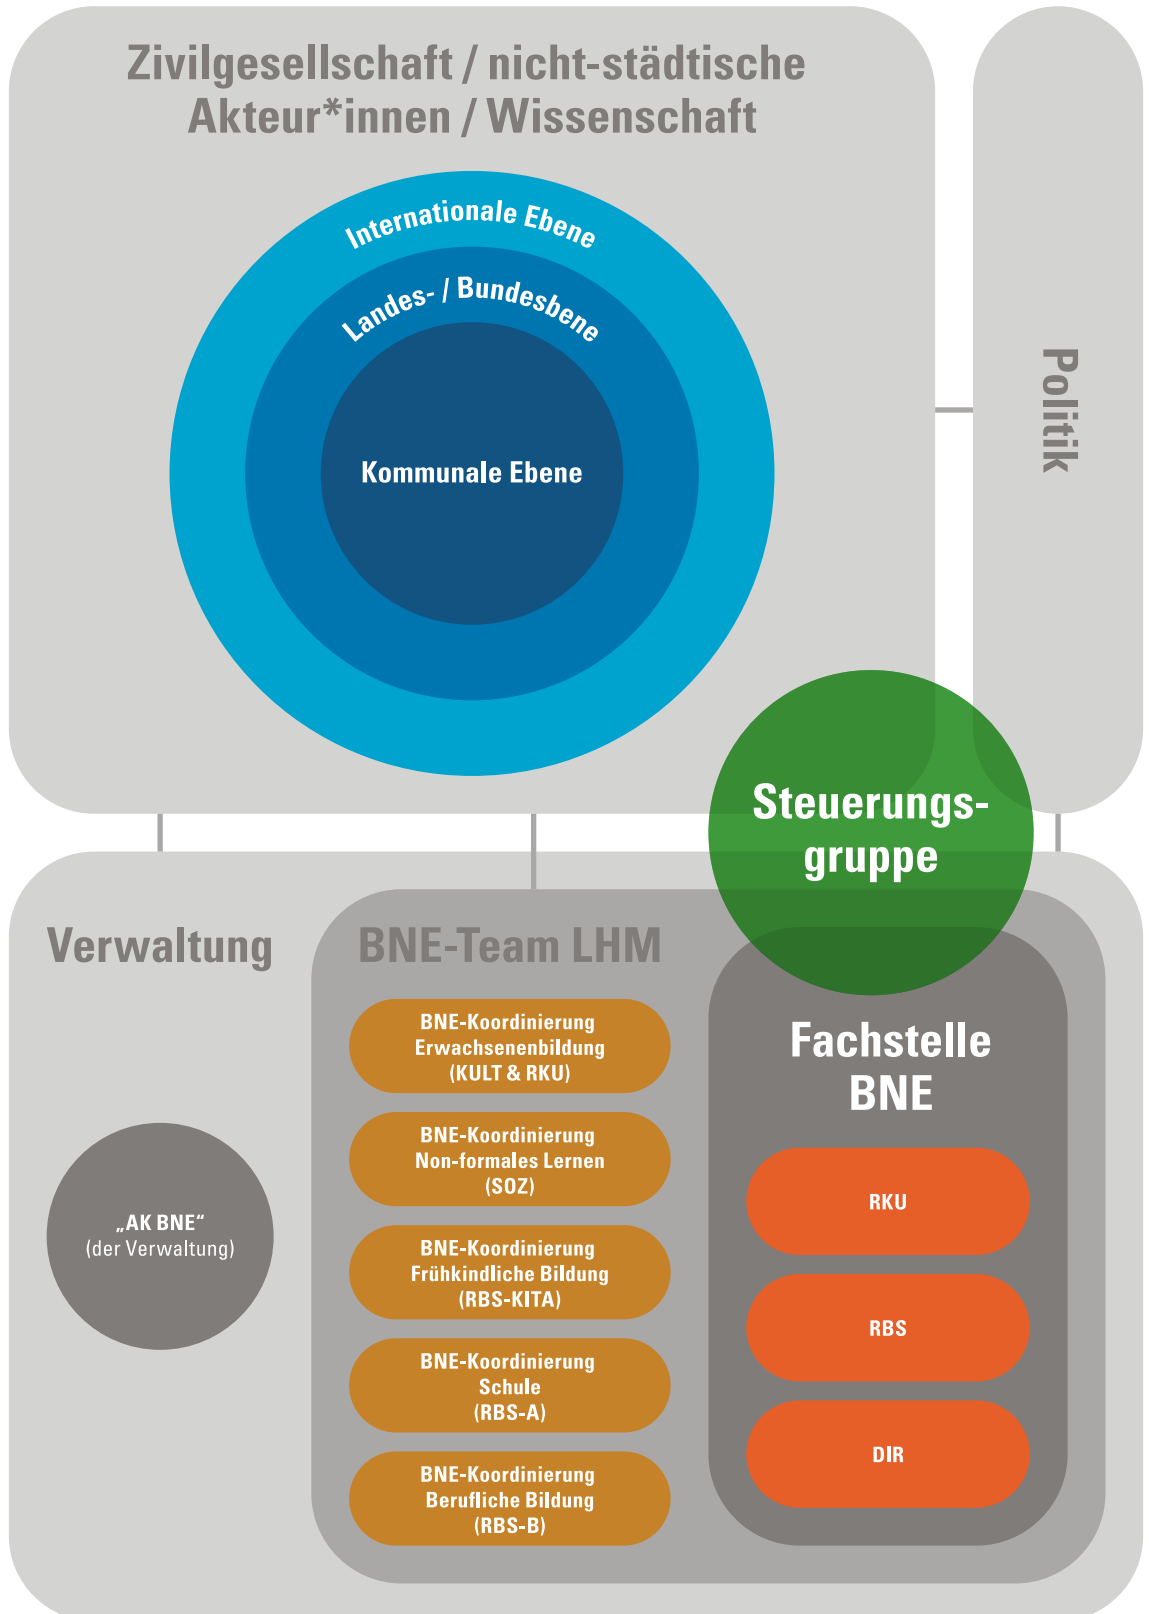 Zivilgesellschaft / nicht-städtische
Akteur*innen / Wissenschaft
Internationale Ebene
Landes- / Bundesbene
Kommunale Ebene
Politik
Steuerungs-
gruppe
Verwaltung
„AK BNE“
(der Verwaltung)
BNE-Team LHM
BNE-Koordinierung
Erwachsenenbildung
(KULT & RKU)
BNE-Koordinierung
Non-formales Lernen
(SOZ)
BNE-Koordinierung
Frühkindliche Bildung
(RBS-KITA)
BNE-Koordinierung
Schule
(RBS-A)
BNE-Koordinierung
Berufliche Bildung
(RBS-B)
Fachstelle
BNE
RKU
RBS
DIR